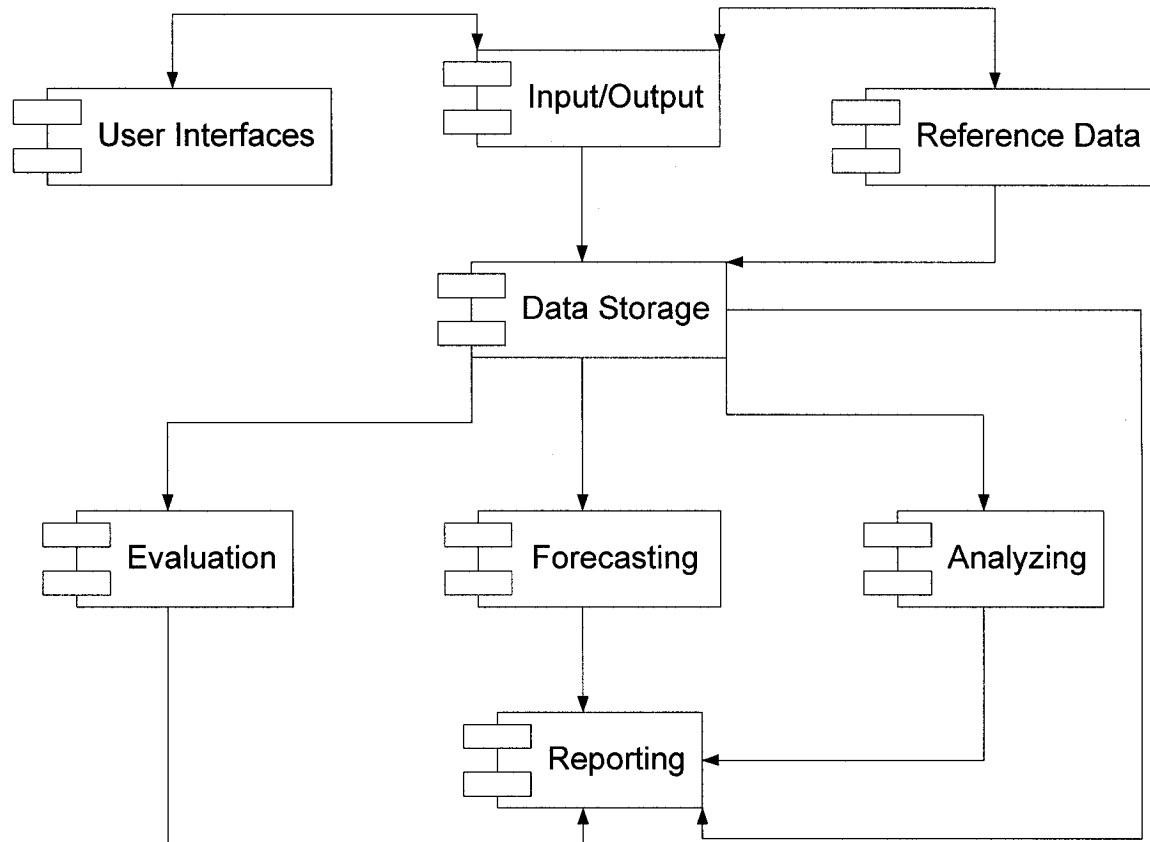 Input/Output
User Interfaces
Reference Data
Data Storage
Evaluation
Forecasting
Analyzing
Reporting